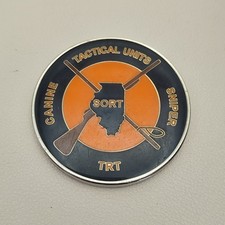 TACTICAL UNITS
CANINE
SNIPER
SORT
TRT